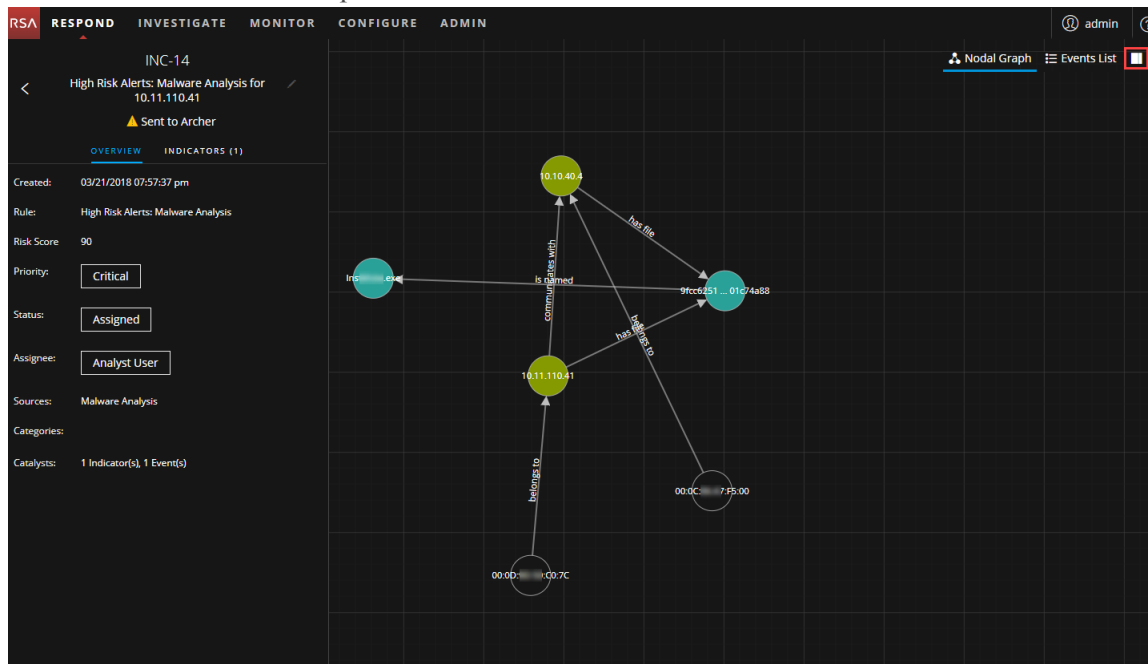 RSA RESPOND INVESTIGATE MONITOR CONFIGURE ADMIN admin
INC-14
High Risk Alerts: Malware Analysis for
10.11.110.41
Sent to Archer
OVERVIEW INDICATORS (1)
Created: 03/21/2018 07:57:37 pm
Rule: High Risk Alerts: Malware Analysis
Risk Score 90
Priority: Critical
Status: Assigned
Assignee: Analyst User
Sources: Malware Analysis
Categories:
Catalysts: 1 Indicator(s), 1 Event(s)
Nodal Graph Events List
10.10.40.4
has file
communicates with
is named
9fcc6251 ... 01c74a88
has
belongs to
10.11.110.41
belongs to